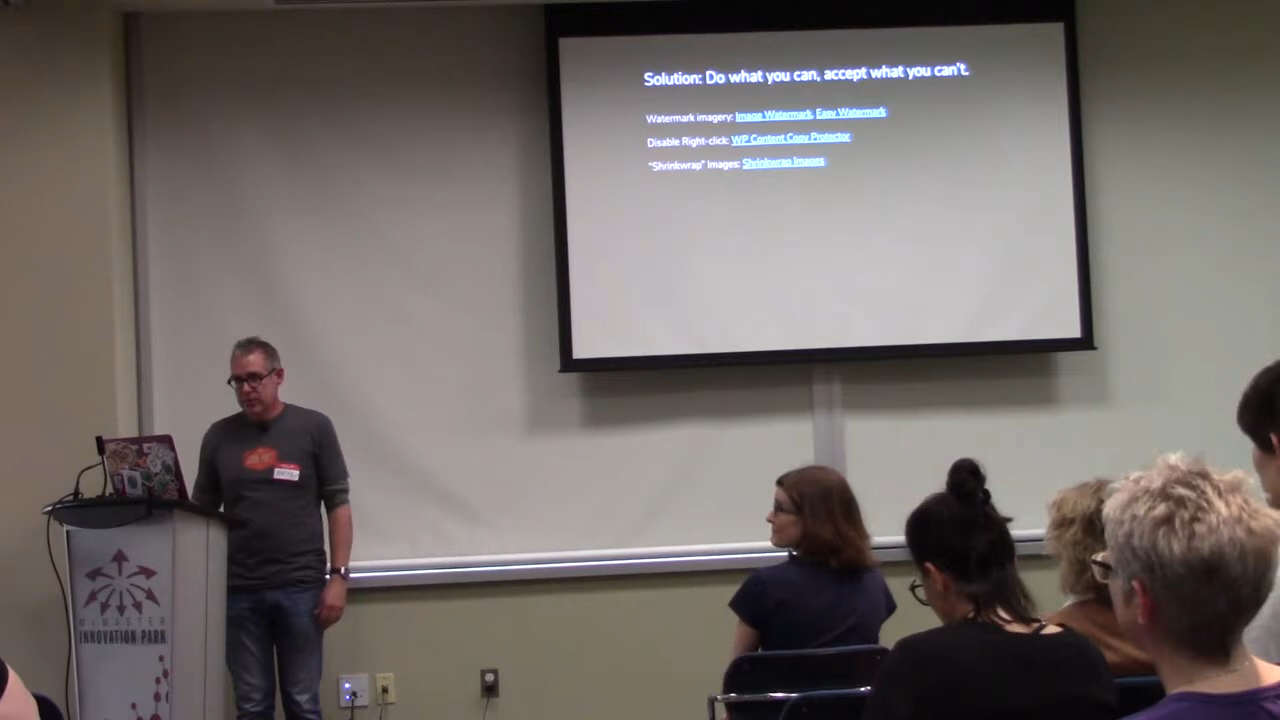 Solution: Do what you can, accept what you can't.
Watermark imagery: Image Watermark, Easy Watermark
Disable Right-click: WP Content Copy Protector
"Shrinkwrap" Images: Shrinkwrap Images
McMASTER
INNOVATION PARK